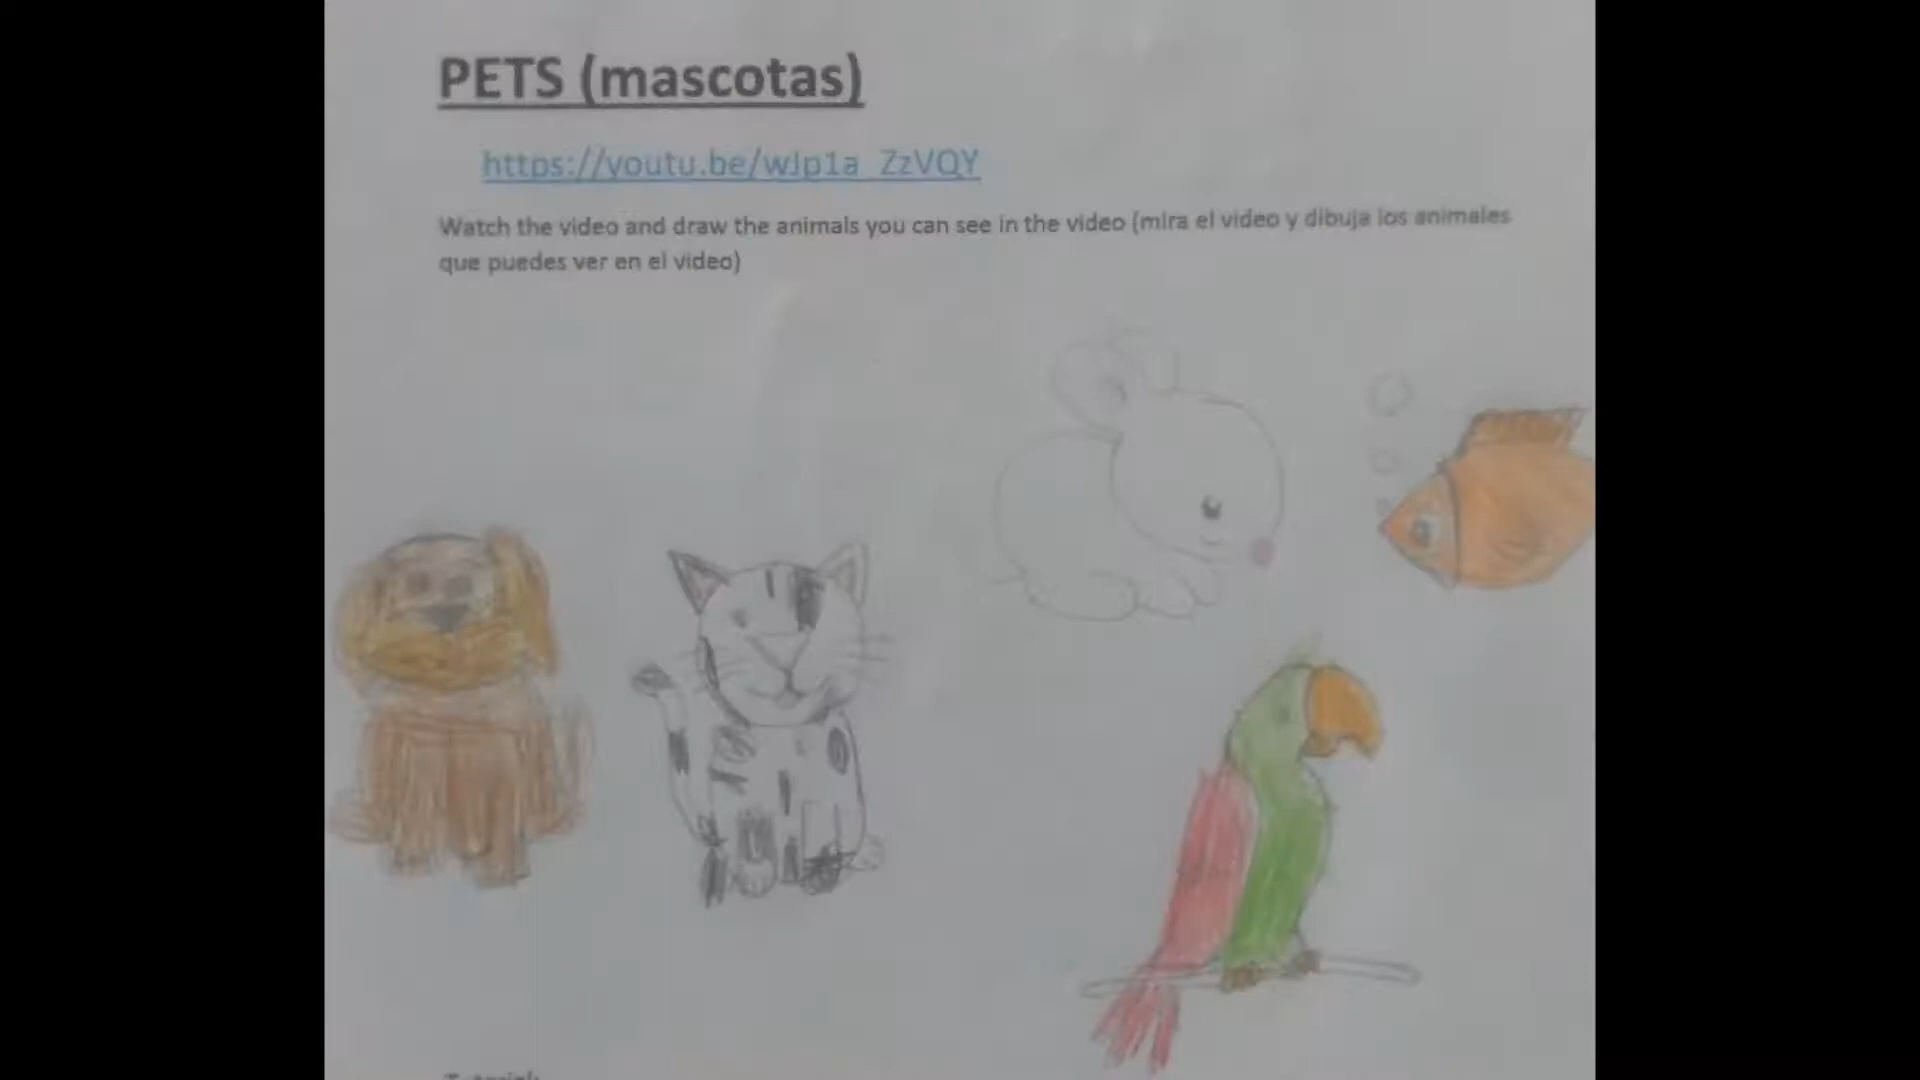 PETS (mascotas)
https://youtu.be/wJp1a_ZzVQY
Watch the video and draw the animals you can see in the video (mira el video y dibuja los animales
que puedes ver en el video)